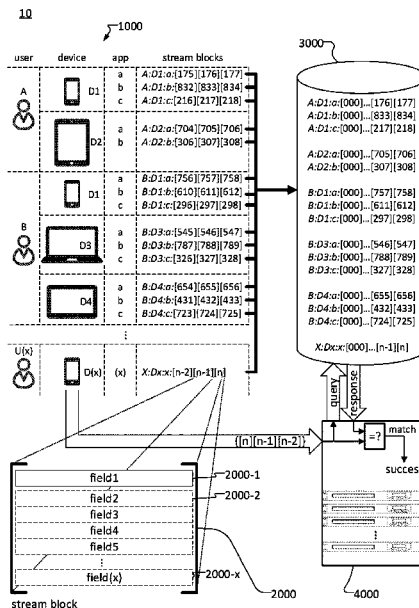 10
1000
3000
user device app stream blocks
A
D1
a A:D1:a:[175][176][177]
b A:D1:b:[832][833][834]
c A:D1:c:[216][217][218]
D2
a A:D2:a:[704][705][706]
b A:D2:b:[306][307][308]
B
D1
a B:D1:a:[756][757][758]
b B:D1:b:[610][611][612]
c B:D1:c:[296][297][298]
D3
a B:D3:a:[545][546][547]
b B:D3:b:[787][788][789]
c B:D3:c:[326][327][328]
D4
a B:D4:a:[654][655][656]
b B:D4:b:[431][432][433]
c B:D4:c:[723][724][725]
U(x) D(x) (x) X:Dx:x:[n-2][n-1][n]
A:D1:a:[000]...[176][177]
A:D1:b:[000]...[833][834]
A:D1:c:[000]...[217][218]
A:D2:a:[000]...[705][706]
A:D2:b:[000]...[307][308]
B:D1:a:[000]...[757][758]
B:D1:b:[000]...[611][612]
B:D1:c:[000]...[297][298]
B:D3:a:[000]...[546][547]
B:D3:b:[000]...[788][789]
B:D3:c:[000]...[327][328]
B:D4:a:[000]...[655][656]
B:D4:b:[000]...[432][433]
B:D4:c:[000]...[724][725]
X:Dx:x:[000]...[n-1][n]
query
response
{[n][n-1][n-2]}
=?
match
succes
field1
field2
field3
field4
field5
field(x)
2000-1
2000-2
2000-x
2000
4000
stream block